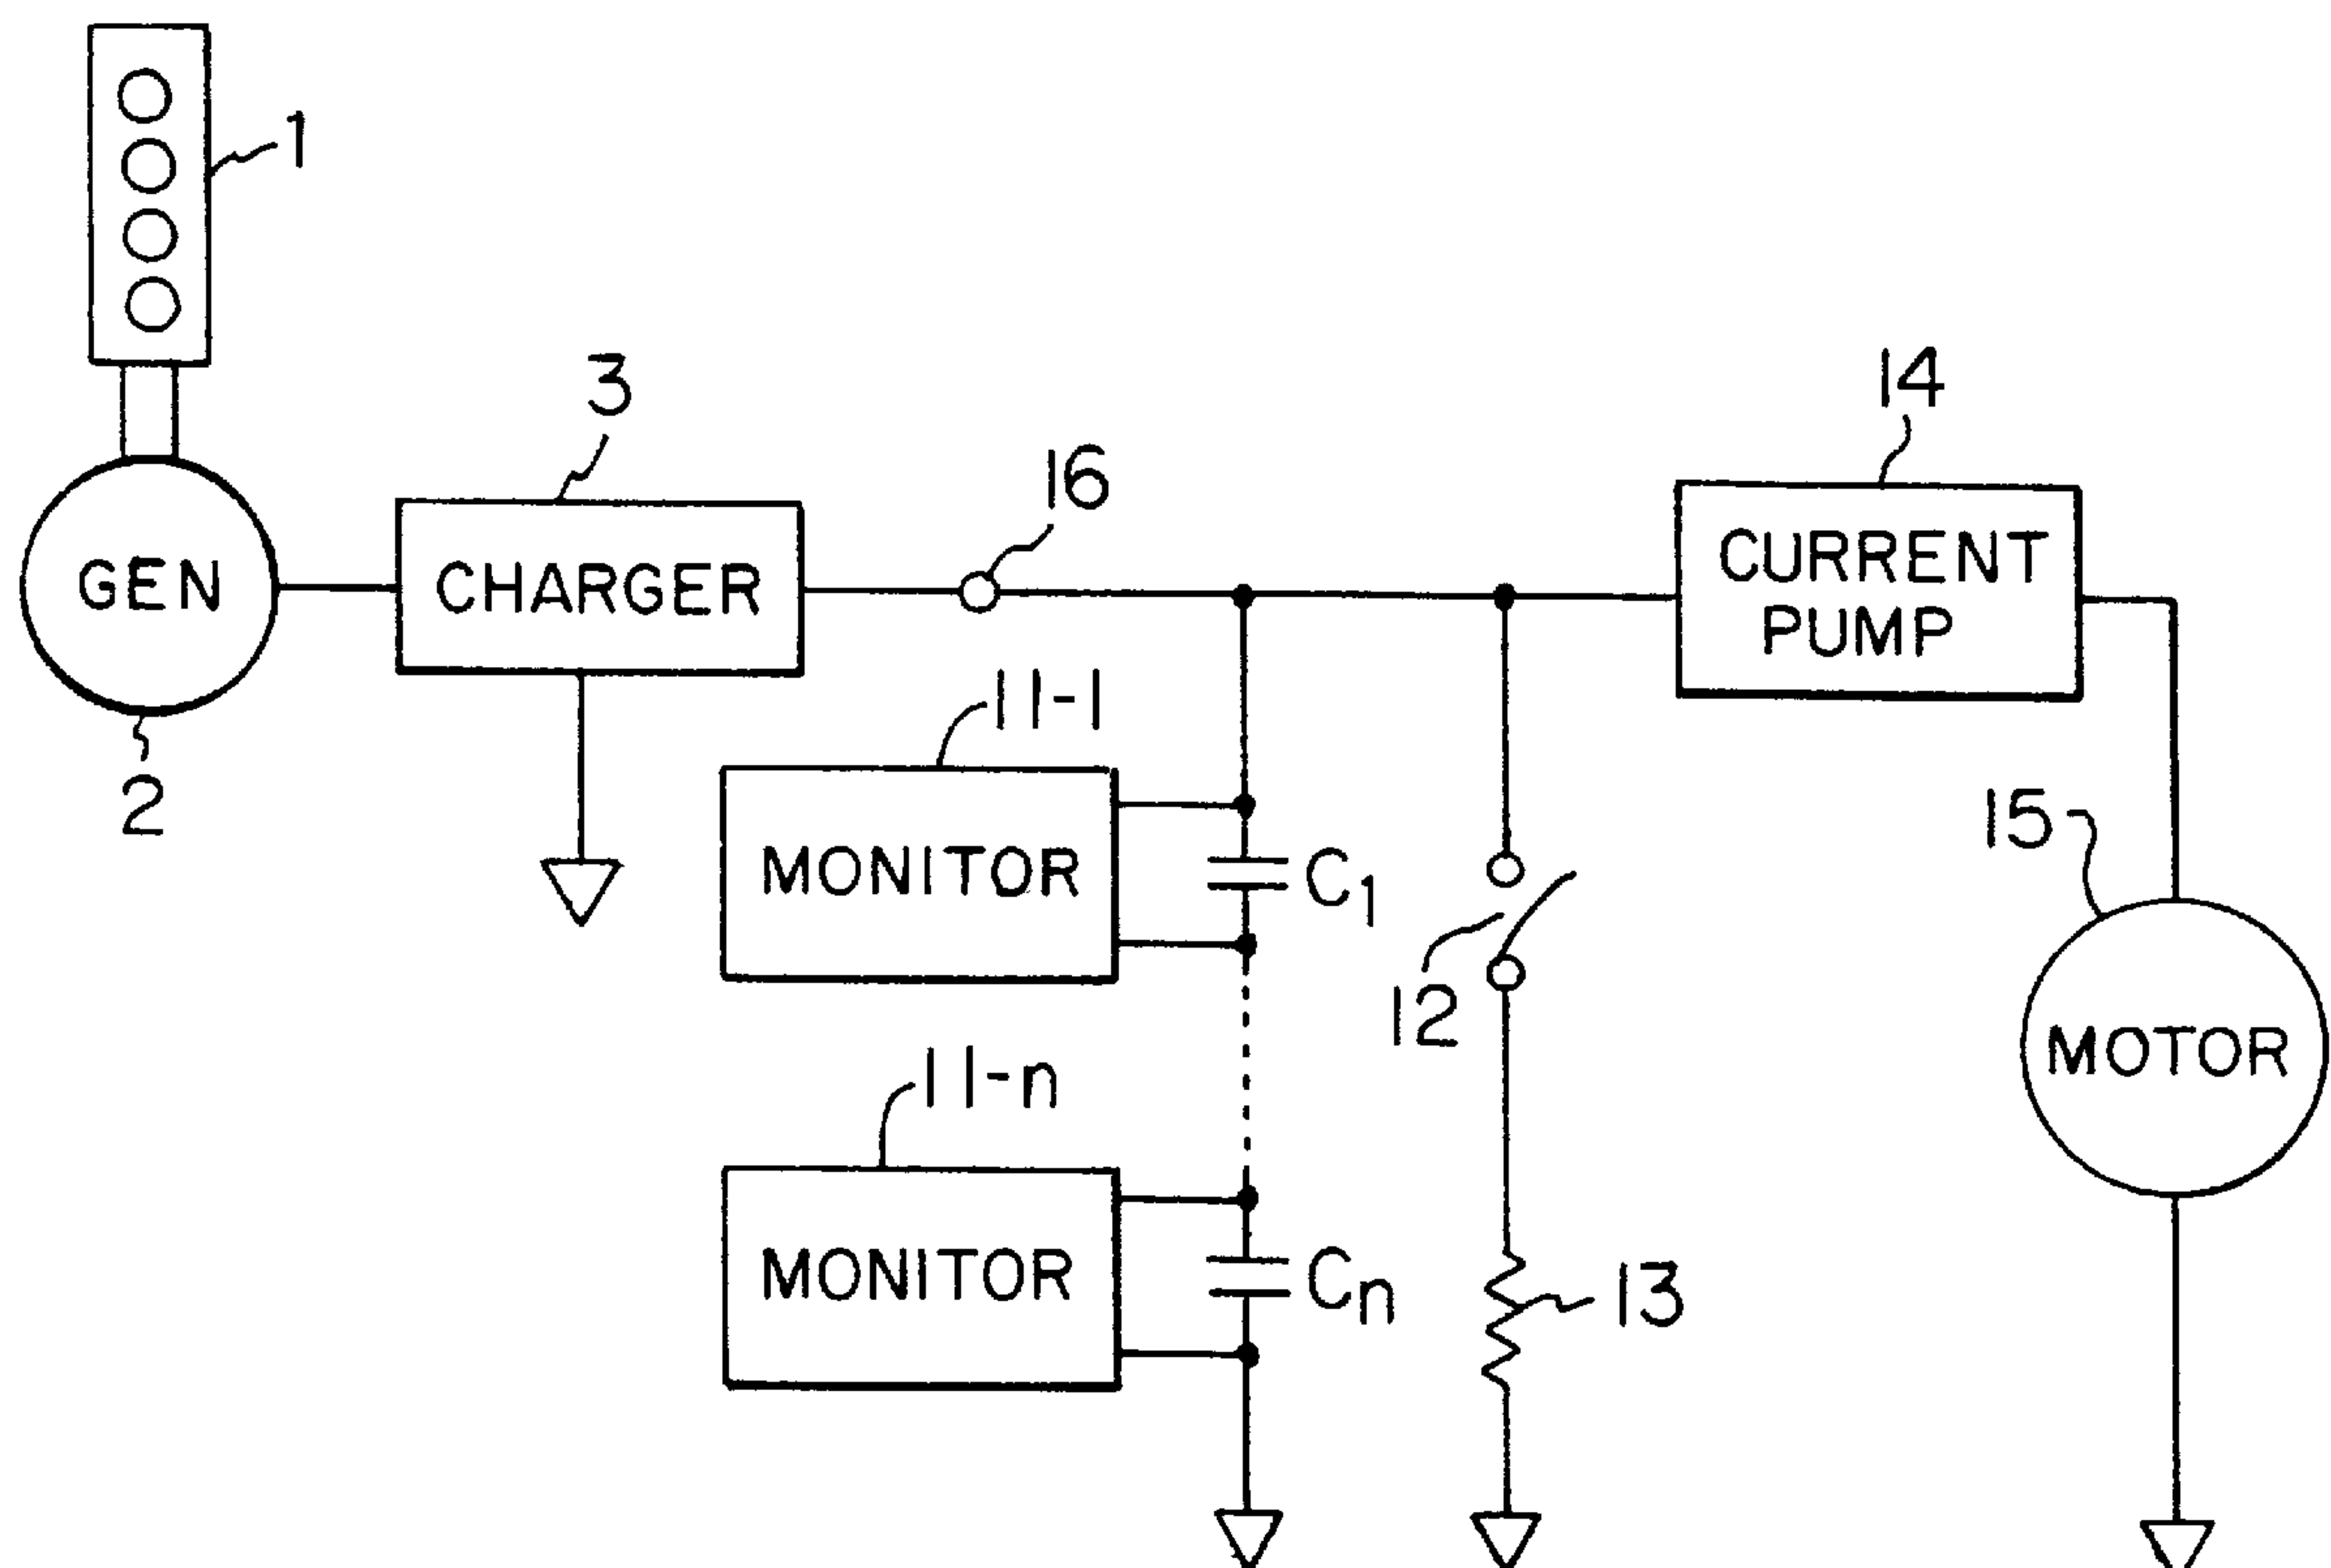 1
3
14
16
GEN
CHARGER
CURRENT
PUMP
11-1
2
15
MONITOR
C1
12
MOTOR
11-n
MONITOR
Cn
13